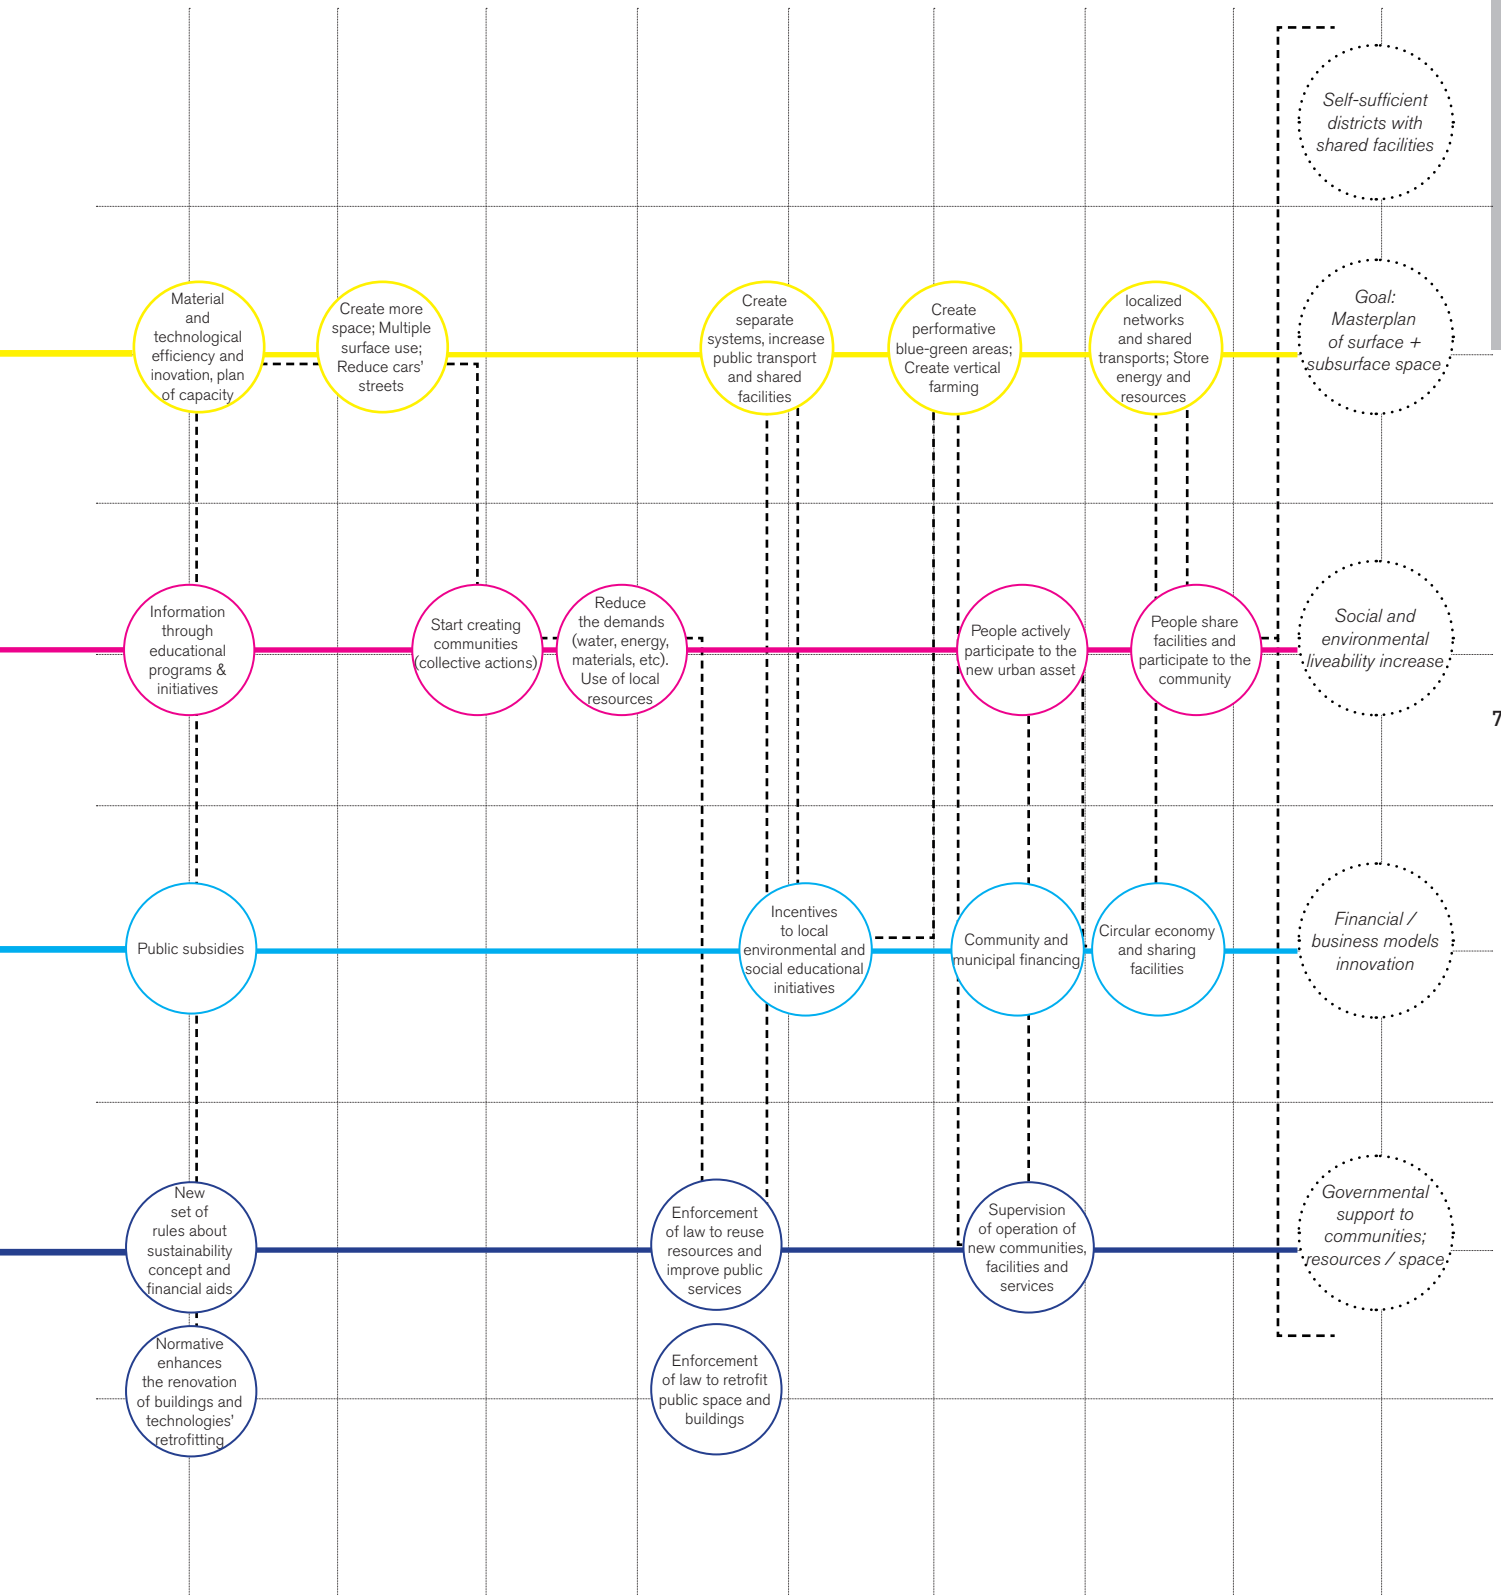 Self-sufficient
districts with
shared facilities
Material
and
technological
efficiency and
inovation, plan
of capacity
Create more
space; Multiple
surface use;
Reduce cars'
streets
Create
separate
systems, increase
public transport
and shared
facilities
Create
performative
blue-green areas;
Create vertical
farming
localized
networks
and shared
transports; Store
energy and
resources
Goal:
Masterplan
of surface +
subsurface space
Information
through
educational
programs &
initiatives
Start creating
communities
(collective actions)
Reduce
the demands
(water, energy,
materials, etc).
Use of local
resources
People actively
participate to the
new urban asset
People share
facilities and
participate to the
community
Social and
environmental
liveability increase
7
Public subsidies
Incentives
to local
environmental and
social educational
initiatives
Community and
municipal financing
Circular economy
and sharing
facilities
Financial /
business models
innovation
New
set of
rules about
sustainability
concept and
financial aids
Enforcement
of law to reuse
resources and
improve public
services
Supervision
of operation of
new communities,
facilities and
services
Governmental
support to
communities;
resources / space
Normative
enhances
the renovation
of buildings and
technologies'
retrofitting
Enforcement
of law to retrofit
public space and
buildings